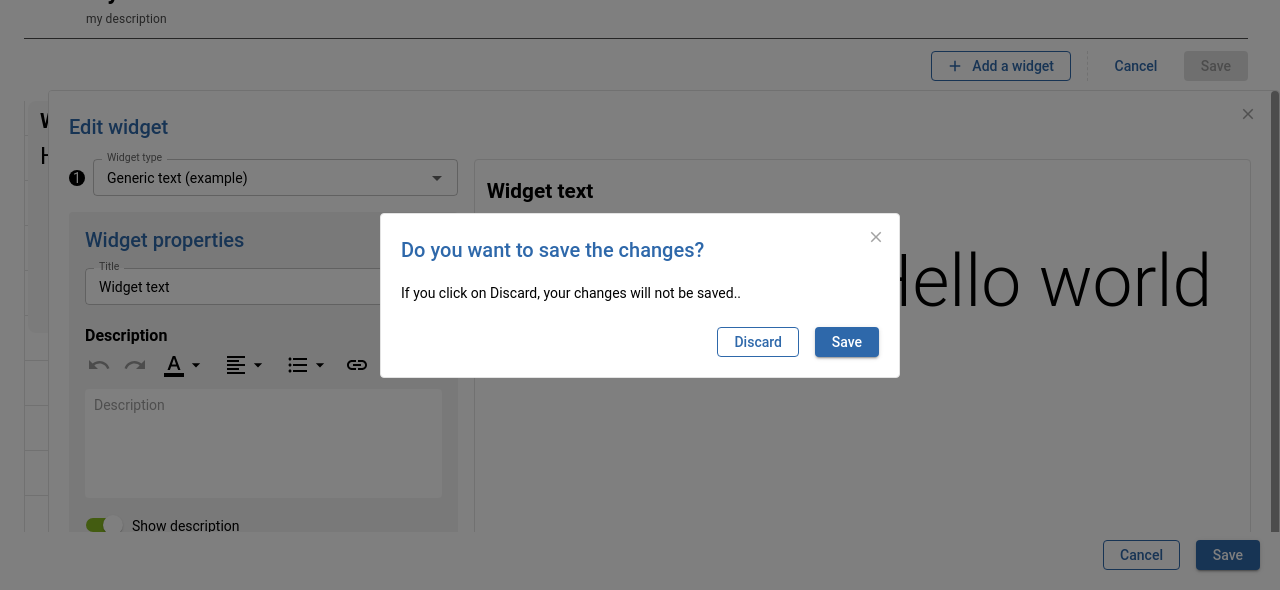 my description
Add a widget
Cancel
Save
Edit widget
Widget type
1
Generic text (example)
Widget text
Widget properties
Title
Widget text
Hello world
Do you want to save the changes?
If you click on Discard, your changes will not be saved..
Discard
Save
Description
A
Description
Show description
Cancel
Save